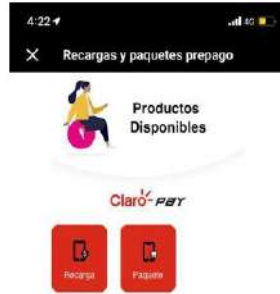 4:22
4G
Recargas y paquetes prepago
Productos
Disponibles
Claro-pay
Recarga
Paquete